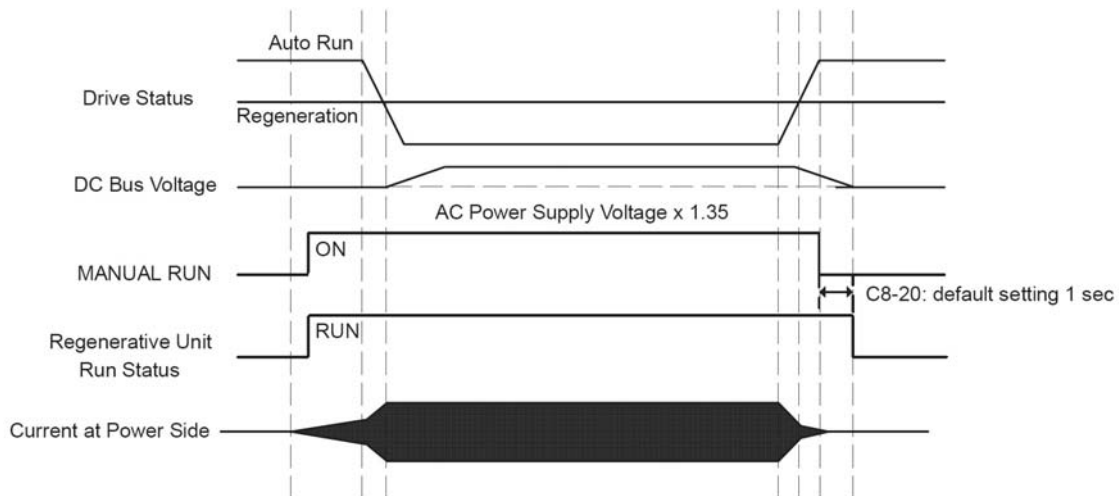 Auto Run
Drive Status
Regeneration
DC Bus Voltage
AC Power Supply Voltage x 1.35
ON
MANUAL RUN
C8-20: default setting 1 sec
RUN
Regenerative Unit
Run Status
Current at Power Side